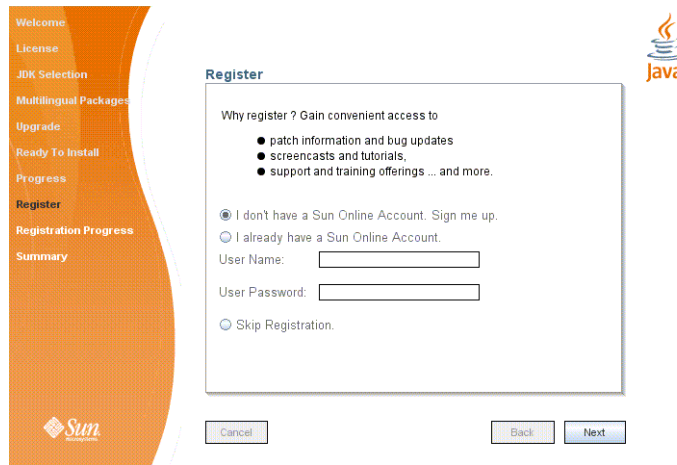 Welcome
License
JDK Selection
Multilingual Packages
Upgrade
Ready To Install
Progress
Register
Registration Progress
Summary
Sun
Java
Register
Why register ? Gain convenient access to
patch information and bug updates
screencasts and tutorials,
support and training offerings ... and more.
I don't have a Sun Online Account. Sign me up.
I already have a Sun Online Account.
User Name:
User Password:
Skip Registration.
Cancel
Back
Next